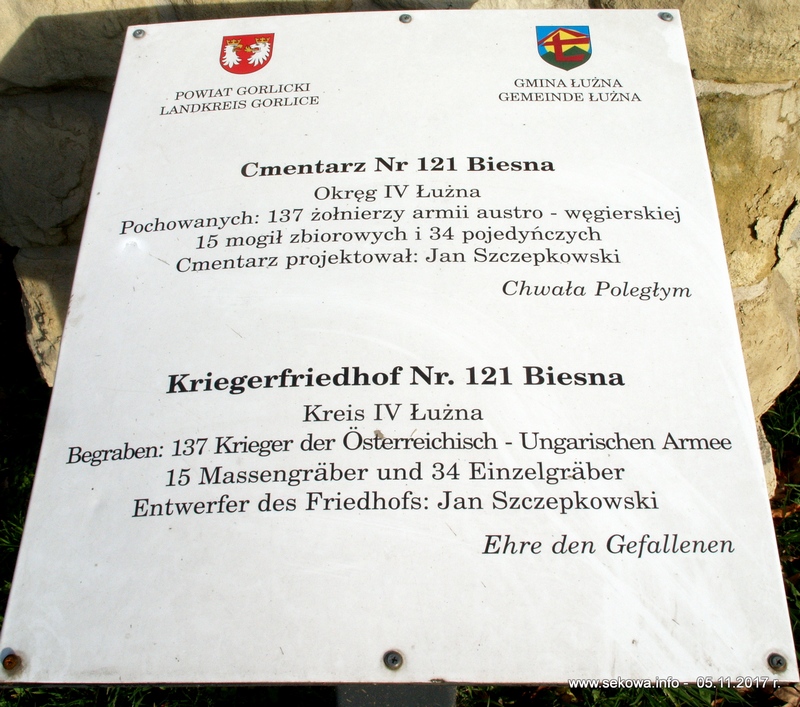 POWIAT GORLICKI
LANDKREIS GORLICE
GMINA ŁUŻNA
GEMEINDE ŁUŻNA
Cmentarz Nr 121 Biesna
Okręg IV Łużna
Pochowanych: 137 żołnierzy armii austro - węgierskiej
15 mogił zbiorowych i 34 pojedyńczych
Cmentarz projektował: Jan Szczepkowski
Chwała Poległym
Kriegerfriedhof Nr. 121 Biesna
Kreis IV Łużna
Begraben: 137 Krieger der Österreichisch - Ungarischen Armee
15 Massengräber und 34 Einzelgräber
Entwerfer des Friedhofs: Jan Szczepkowski
Ehre den Gefallenen
www.sekowa.info - 05.11.2017 r.